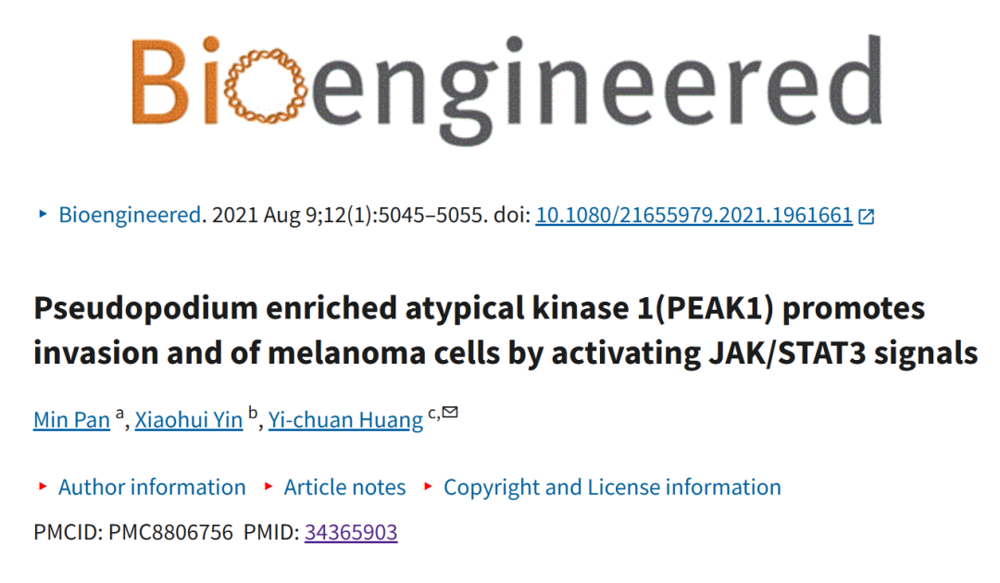 Bioengineered
Bioengineered. 2021 Aug 9;12(1):5045–5055. doi: 10.1080/21655979.2021.1961661
Pseudopodium enriched atypical kinase 1(PEAK1) promotes
invasion and of melanoma cells by activating JAK/STAT3 signals
Min Pan a, Xiaohui Yin b, Yi-chuan Huang c,✉
‣ Author information ‣ Article notes ‣ Copyright and License information
PMCID: PMC8806756 PMID: 34365903